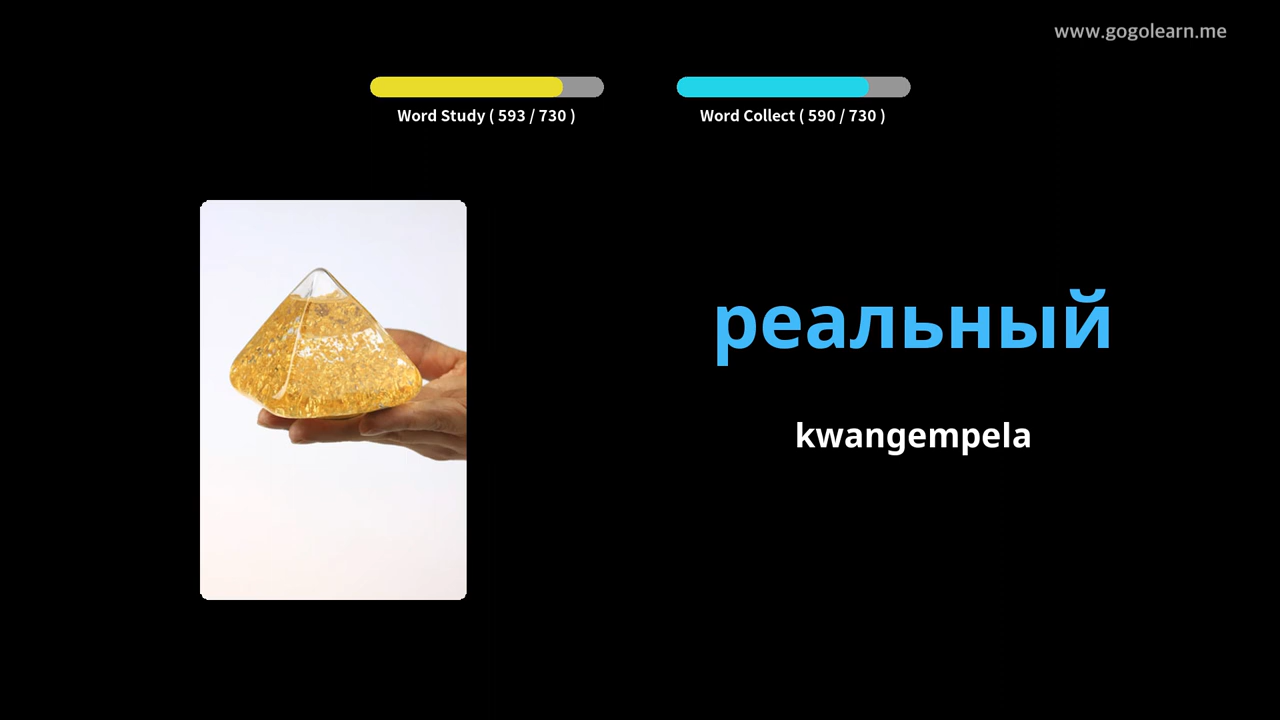 www.gogolearn.me
Word Study ( 593 / 730 )
Word Collect ( 590 / 730 )
реальный
kwangempela